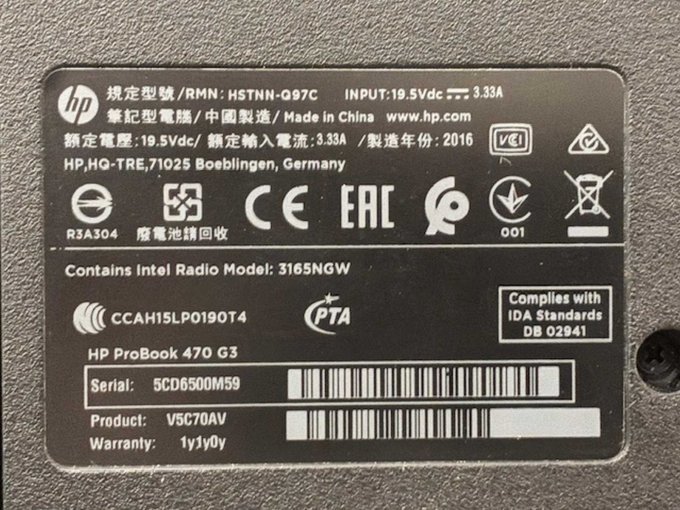 hp 規定型號/RMN: HSTNN-Q97C INPUT:19.5Vdc 3.33A
筆記型電腦/中國製造/Made in China www.hp.com
額定電壓:19.5Vdc/ 額定輸入電流:3.33A /製造年份:2016 VCI
HP,HQ-TRE,71025 Boeblingen, Germany
CE EAC
R3A304 廢電池請回收 001
Contains Intel Radio Model: 3165NGW
CCAH15LP0190T4 PTA
Complies with
IDA Standards
DB 02941
HP ProBook 470 G3
Serial: 5CD6500M59
Product: V5C70AV
Warranty: 1y1y0y